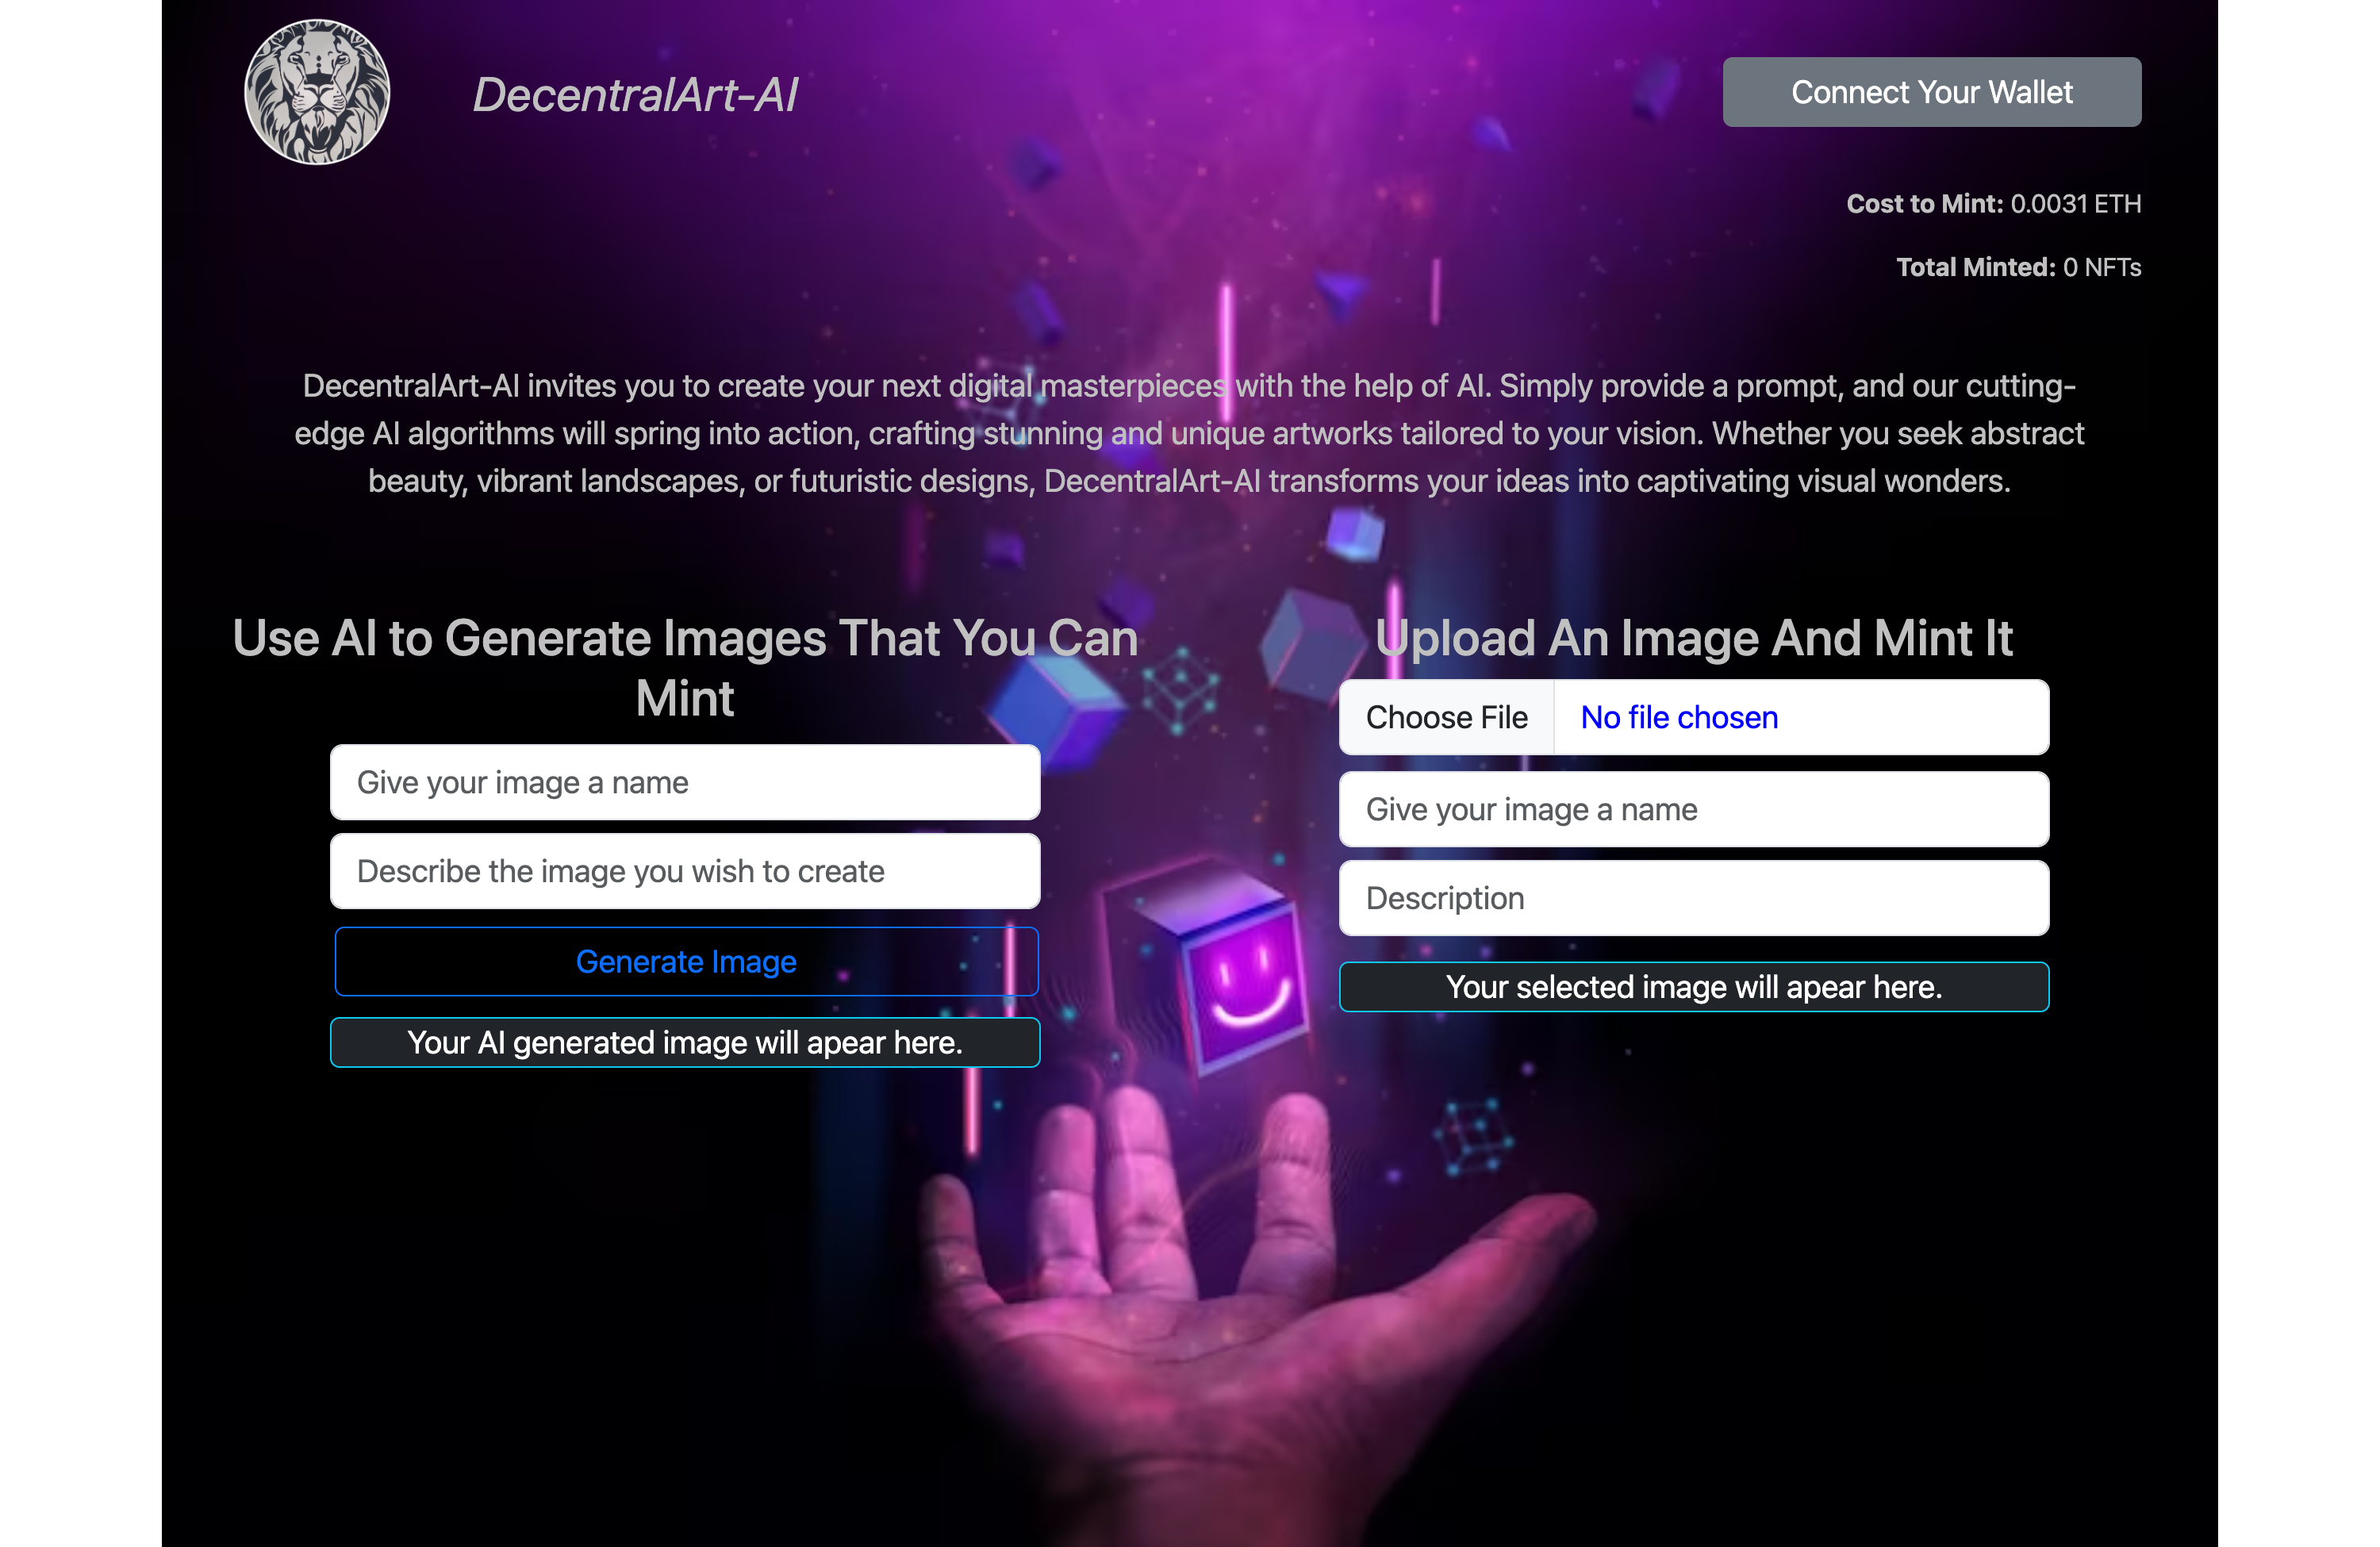 DecentralArt-AI
Connect Your Wallet
Cost to Mint: 0.0031 ETH
Total Minted: 0 NFTs
DecentralArt-AI invites you to create your next digital masterpieces with the help of AI. Simply provide a prompt, and our cutting-
edge AI algorithms will spring into action, crafting stunning and unique artworks tailored to your vision. Whether you seek abstract
beauty, vibrant landscapes, or futuristic designs, DecentralArt-AI transforms your ideas into captivating visual wonders.
Use AI to Generate Images That You Can
Mint
Give your image a name
Describe the image you wish to create
Generate Image
Your AI generated image will apear here.
Upload An Image And Mint It
Choose File No file chosen
Give your image a name
Description
Your selected image will apear here.